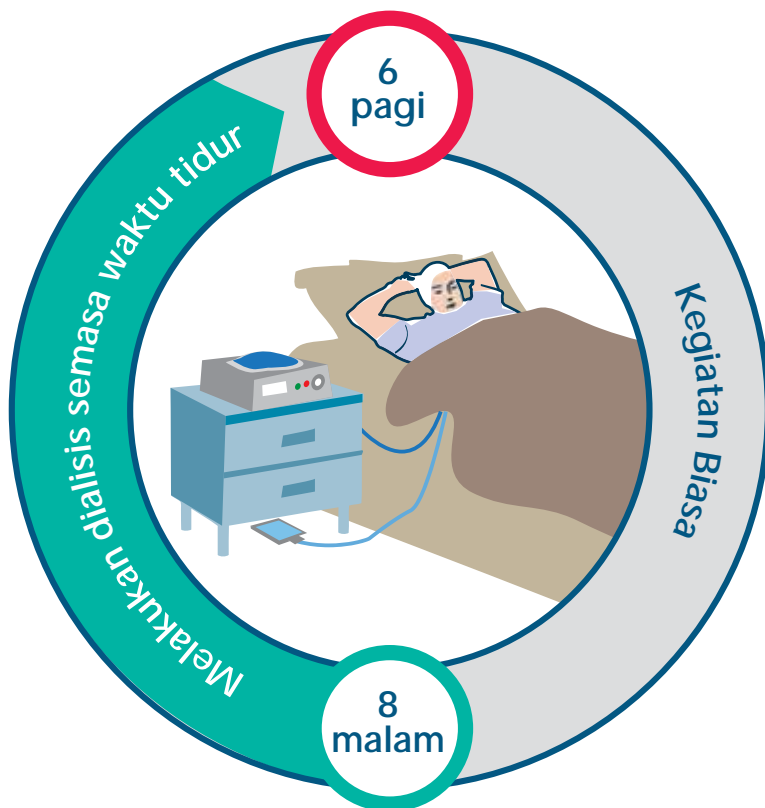 6
pagi
Kegiatan Biasa
8
malam
Melakukan dialisis semasa waktu tidur